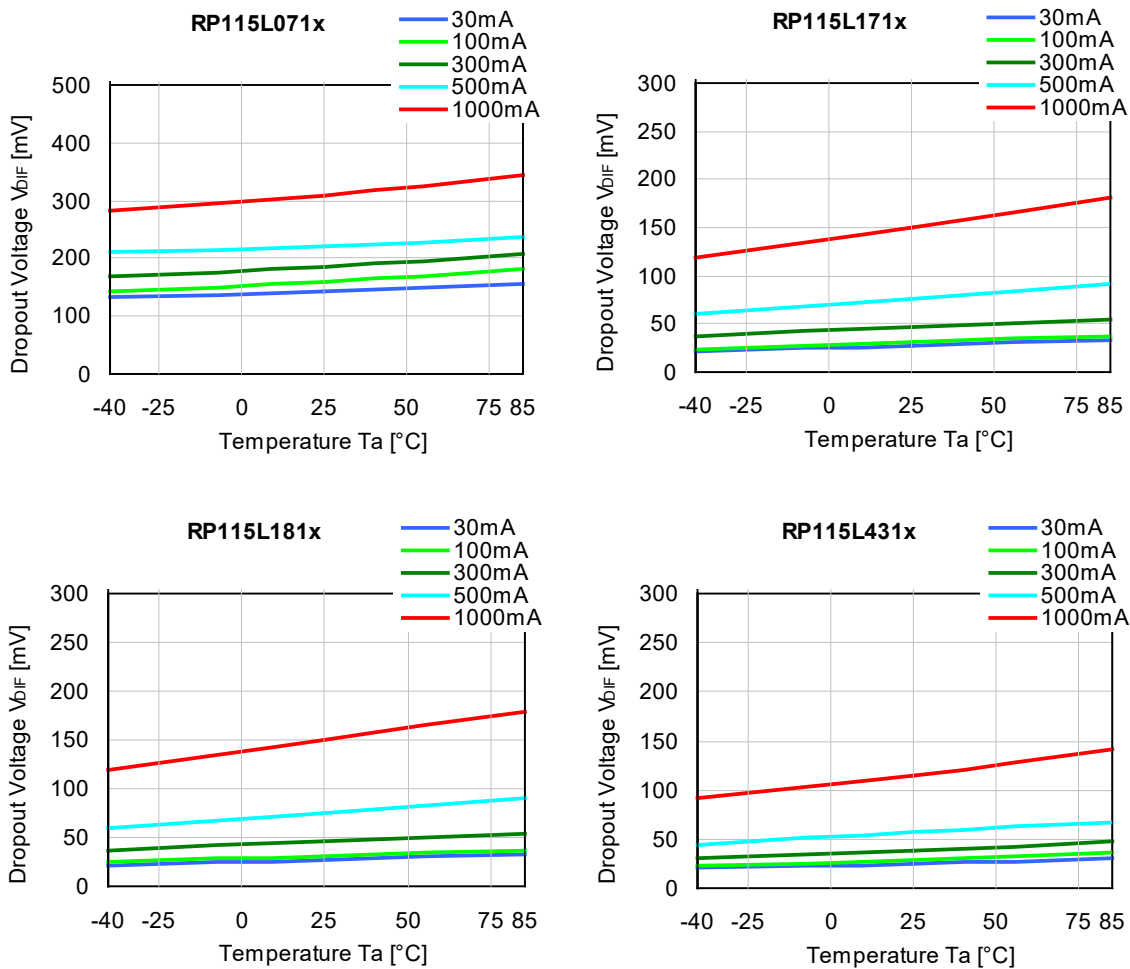 RP115L071x
30mA
100mA
300mA
500mA
1000mA
500
400
300
200
100
0
Dropout Voltage VDIF [mV]
-40 -25 0 25 50 75 85
Temperature Ta [°C]
RP115L171x
30mA
100mA
300mA
500mA
1000mA
300
250
200
150
100
50
0
Dropout Voltage VDIF [mV]
-40 -25 0 25 50 75 85
Temperature Ta [°C]
RP115L181x
30mA
100mA
300mA
500mA
1000mA
300
250
200
150
100
50
0
Dropout Voltage VDIF [mV]
-40 -25 0 25 50 75 85
Temperature Ta [°C]
RP115L431x
30mA
100mA
300mA
500mA
1000mA
300
250
200
150
100
50
0
Dropout Voltage VDIF [mV]
-40 -25 0 25 50 75 85
Temperature Ta [°C]